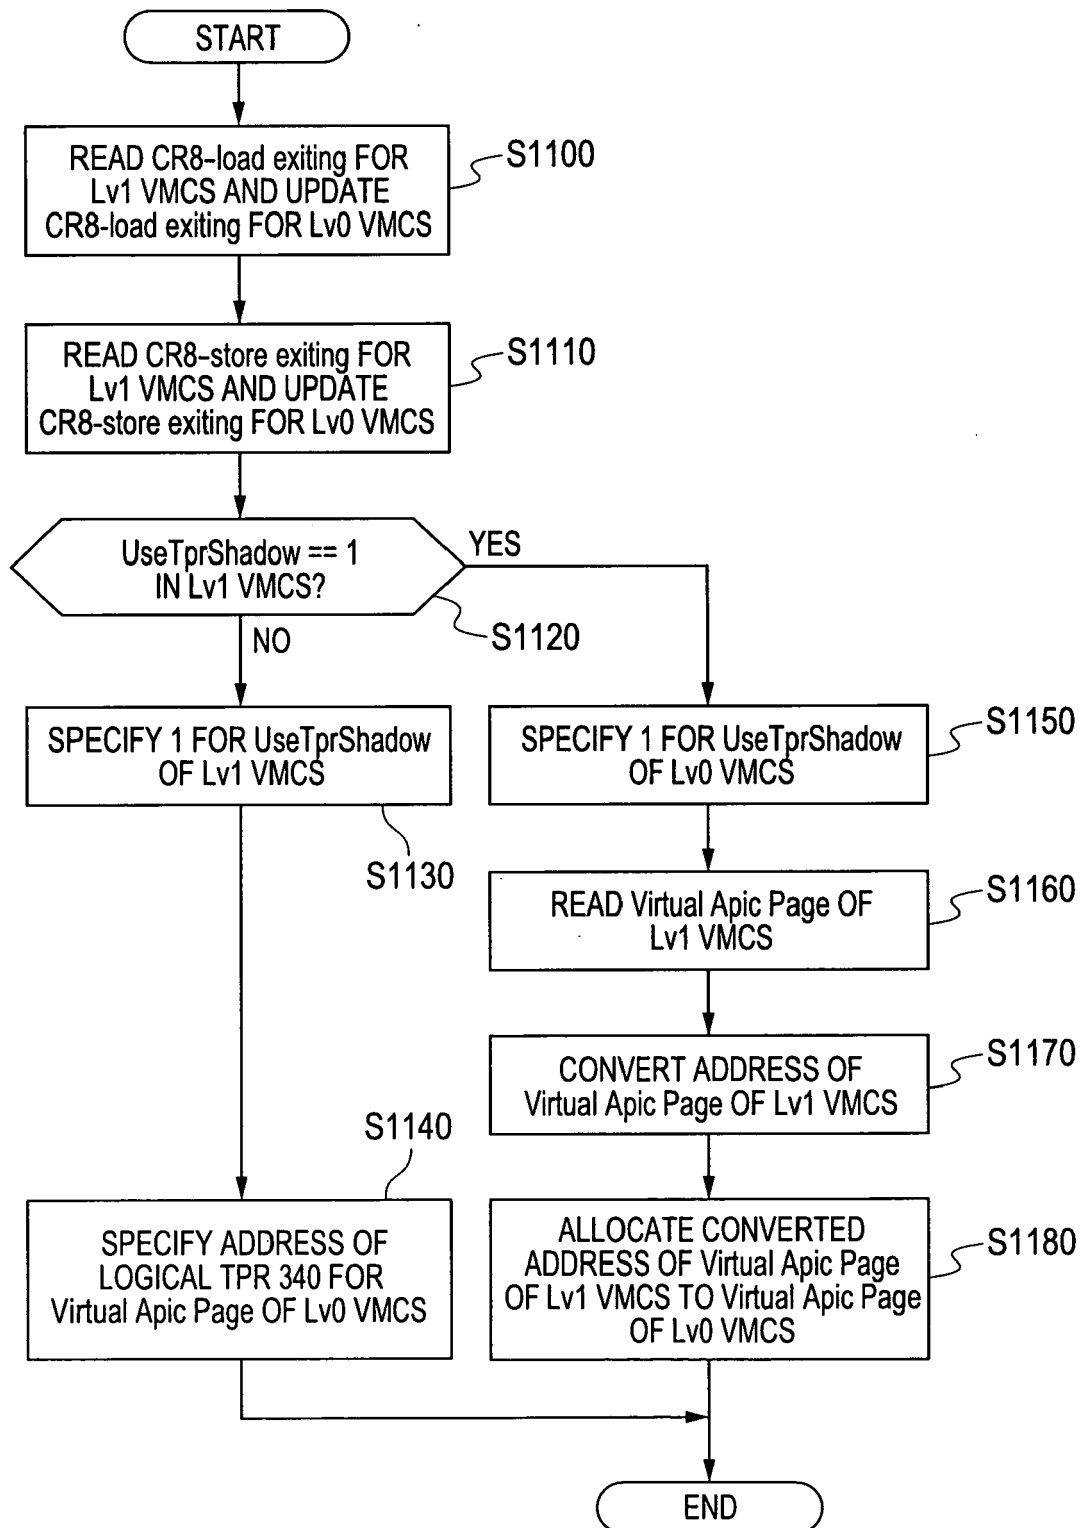 START
READ CR8-load exiting FOR
Lv1 VMCS AND UPDATE
CR8-load exiting FOR Lv0 VMCS
S1100
READ CR8-store exiting FOR
Lv1 VMCS AND UPDATE
CR8-store exiting FOR Lv0 VMCS
S1110
UseTprShadow == 1
IN Lv1 VMCS?
YES
S1120
NO
SPECIFY 1 FOR UseTprShadow
OF Lv1 VMCS
S1130
SPECIFY 1 FOR UseTprShadow
OF Lv0 VMCS
S1150
READ Virtual Apic Page OF
Lv1 VMCS
S1160
CONVERT ADDRESS OF
Virtual Apic Page OF Lv1 VMCS
S1170
S1140
SPECIFY ADDRESS OF
LOGICAL TPR 340 FOR
Virtual Apic Page OF Lv0 VMCS
ALLOCATE CONVERTED
ADDRESS OF Virtual Apic Page
OF Lv1 VMCS TO Virtual Apic Page
OF Lv0 VMCS
S1180
END